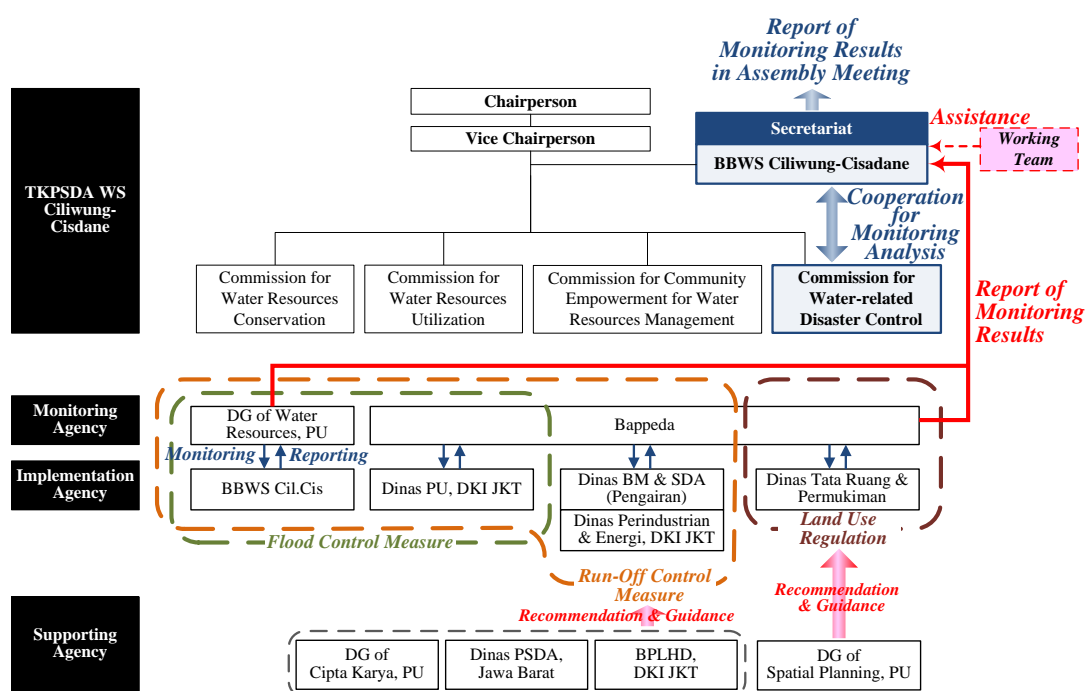 Report of
Monitoring Results
in Assembly Meeting
Chairperson
Vice Chairperson
Secretariat
BBWS Ciliwung-Cisadane
Assistance
Working
Team
TKPSDA WS
Ciliwung-
Cisdane
Cooperation
for
Monitoring
Analysis
Commission for
Water Resources
Conservation
Commission for
Water Resources
Utilization
Commission for Community
Empowerment for Water
Resources Management
Commission for
Water-related
Disaster Control
Report of
Monitoring
Results
Monitoring
Agency
DG of Water
Resources, PU
Bappeda
Monitoring
Reporting
Implementation
Agency
BBWS Cil.Cis
Dinas PU, DKI JKT
Dinas BM & SDA
(Pengairan)
Dinas Perindustrian
& Energi, DKI JKT
Dinas Tata Ruang &
Permukiman
Flood Control Measure
Land Use
Regulation
Run-Off Control
Measure
Recommendation & Guidance
Recommendation
& Guidance
Supporting
Agency
DG of
Cipta Karya, PU
Dinas PSDA,
Jawa Barat
BPLHD,
DKI JKT
DG of
Spatial Planning, PU